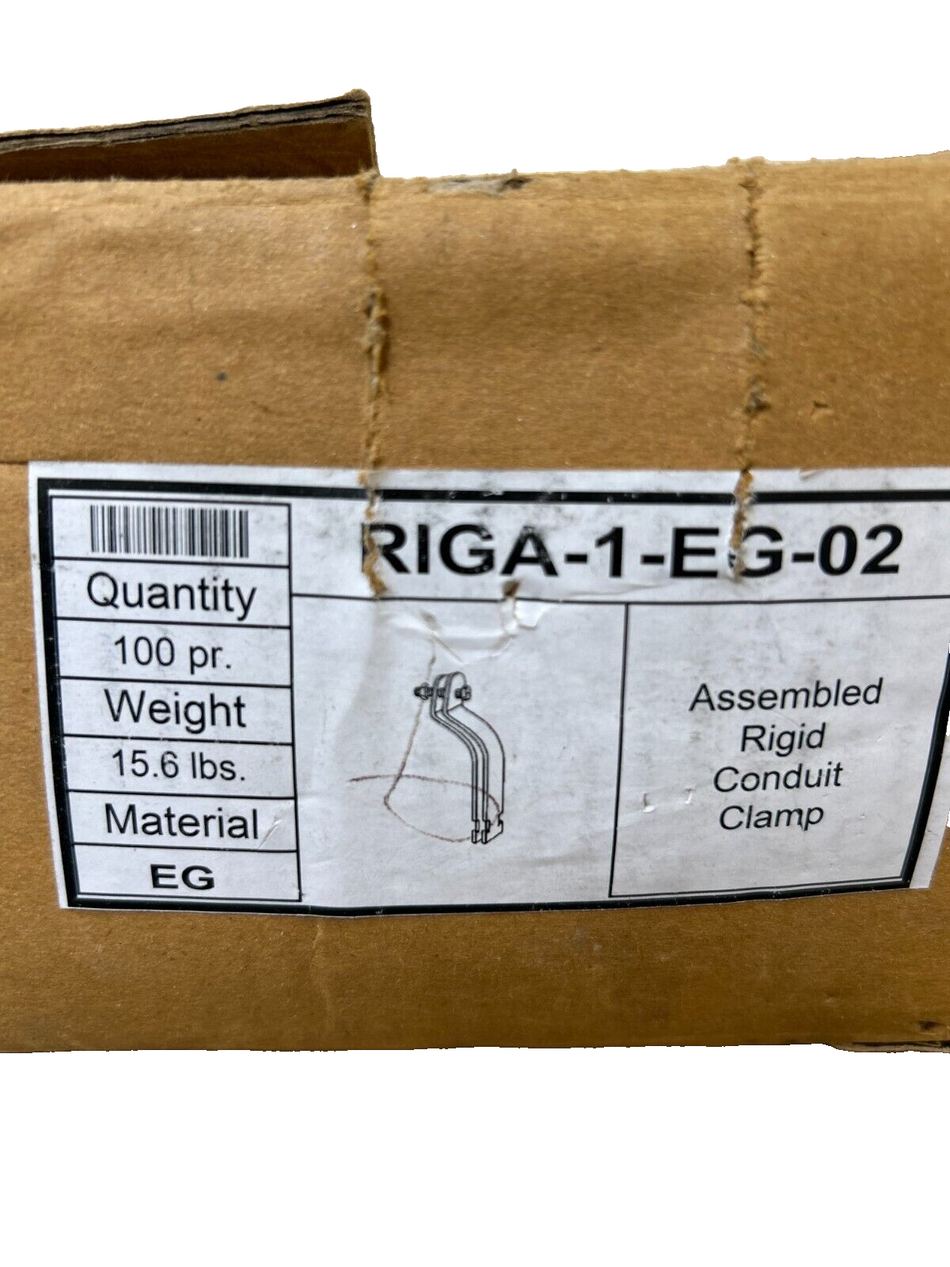 RIGA-1-EG-02
Quantity
100 pr.
Weight
15.6 lbs.
Material
EG
Assembled
Rigid
Conduit
Clamp